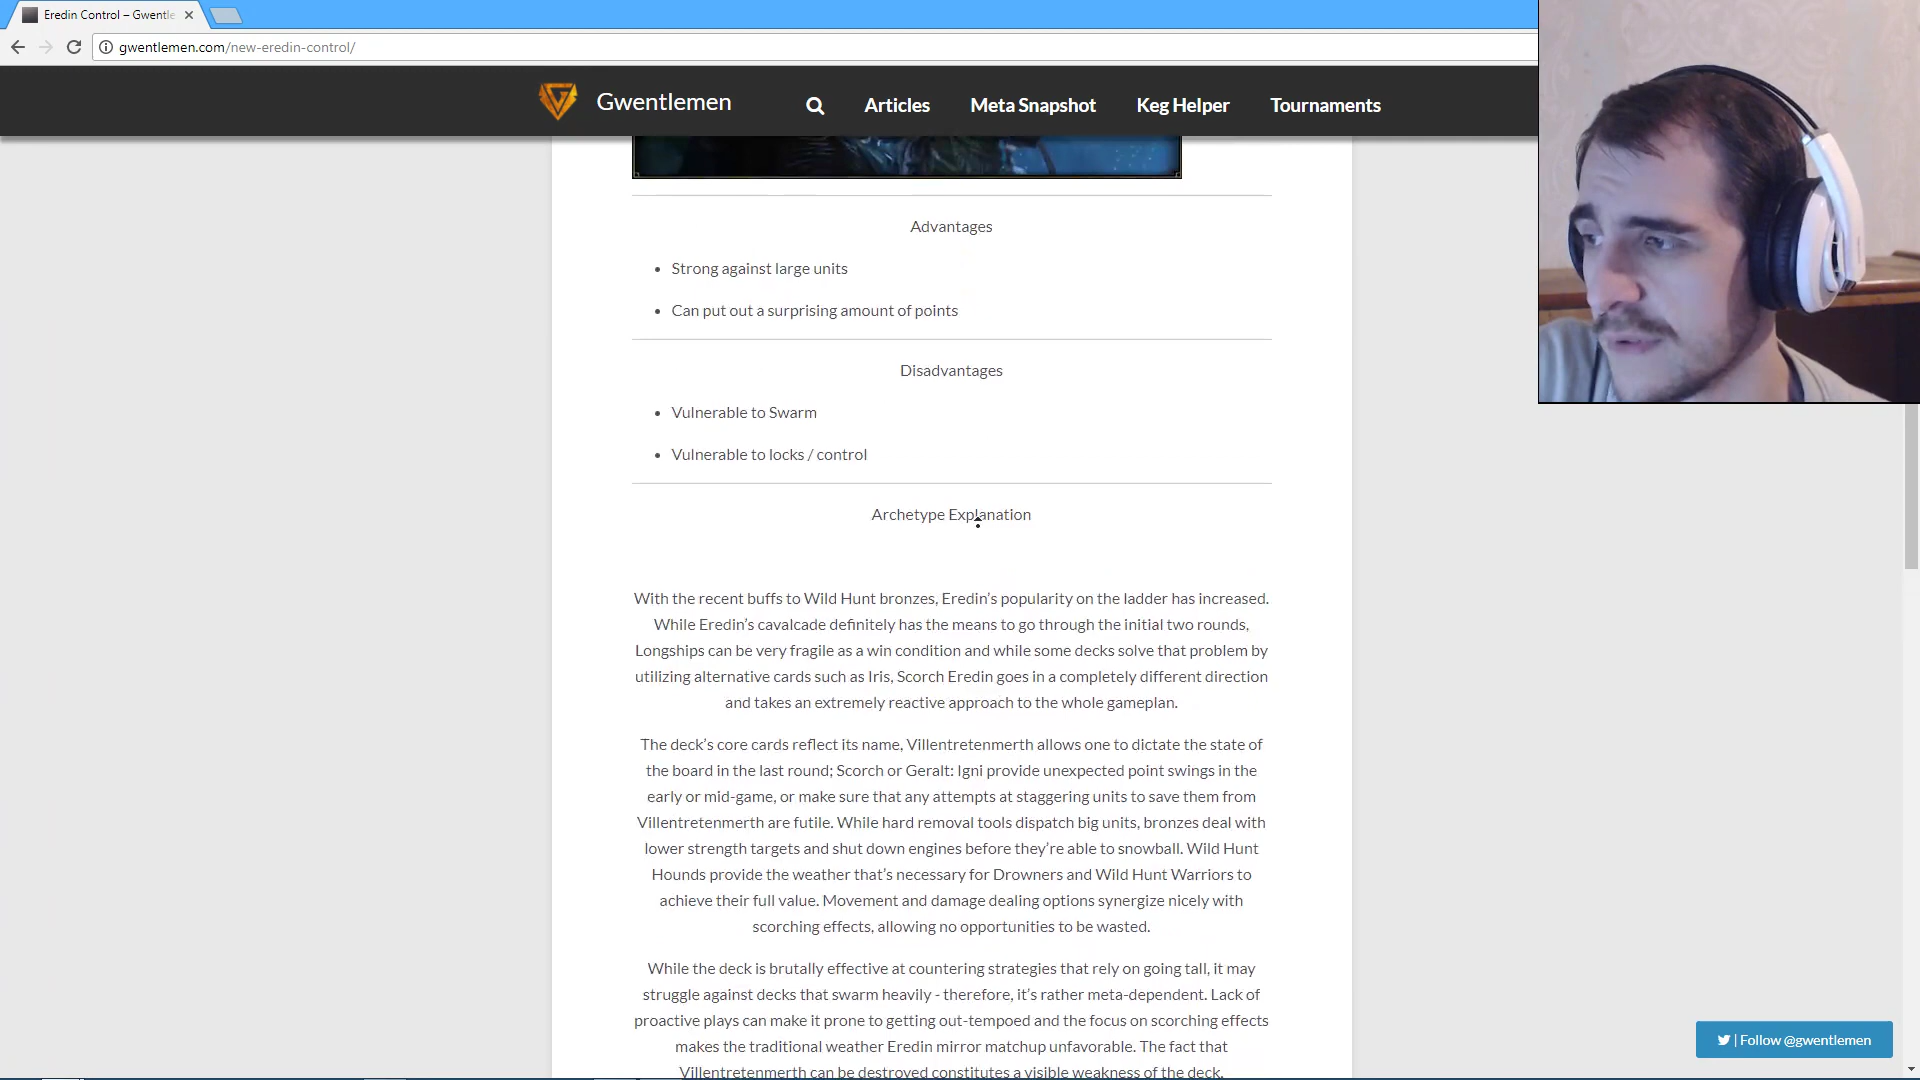 Eredin Control – Gwentle
gwentlemen.com/new-eredin-control/
Gwentlemen
Articles
Meta Snapshot
Keg Helper
Tournaments
Advantages
• Strong against large units
• Can put out a surprising amount of points
Disadvantages
• Vulnerable to Swarm
• Vulnerable to locks / control
Archetype Explanation
With the recent buffs to Wild Hunt bronzes, Eredin’s popularity on the ladder has increased.
While Eredin’s cavalcade definitely has the means to go through the initial two rounds,
Longships can be very fragile as a win condition and while some decks solve that problem by
utilizing alternative cards such as Iris, Scorch Eredin goes in a completely different direction
and takes an extremely reactive approach to the whole gameplan.
The deck’s core cards reflect its name, Villentretenmerth allows one to dictate the state of
the board in the last round; Scorch or Geralt: Igni provide unexpected point swings in the
early or mid-game, or make sure that any attempts at staggering units to save them from
Villentretenmerth are futile. While hard removal tools dispatch big units, bronzes deal with
lower strength targets and shut down engines before they’re able to snowball. Wild Hunt
Hounds provide the weather that’s necessary for Drowners and Wild Hunt Warriors to
achieve their full value. Movement and damage dealing options synergize nicely with
scorching effects, allowing no opportunities to be wasted.
While the deck is brutally effective at countering strategies that rely on going tall, it may
struggle against decks that swarm heavily - therefore, it’s rather meta-dependent. Lack of
proactive plays can make it prone to getting out-tempoed and the focus on scorching effects
makes the traditional weather Eredin mirror matchup unfavorable. The fact that
Villentretenmerth can be destroyed constitutes a visible weakness of the deck.
| Follow @gwentlemen